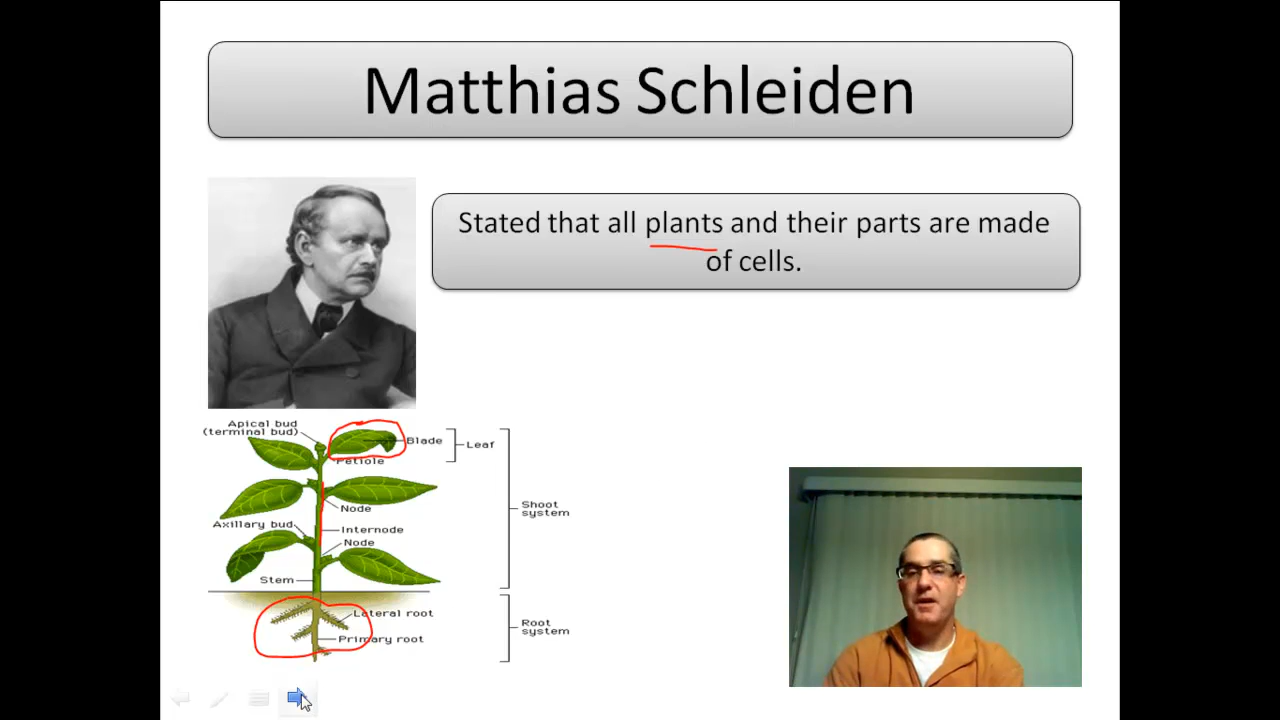 Matthias Schleiden
Stated that all plants and their parts are made
of cells.
Apical bud
(terminal bud)
Blade
Leaf
Petiole
Node
Shoot
system
Axillary bud
Internode
Node
Stem
Lateral root
Root
system
Primary root